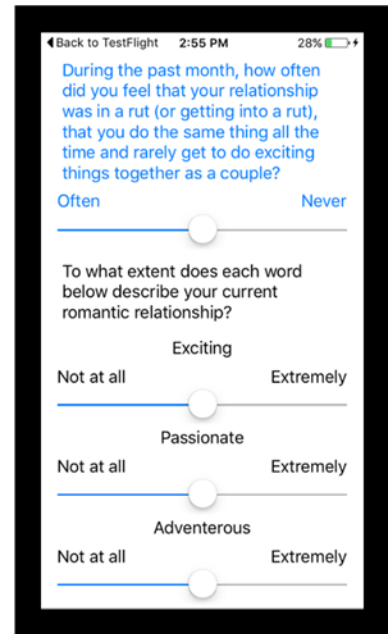 Back to TestFlight 2:55 PM 28%
During the past month, how often
did you feel that your relationship
was in a rut (or getting into a rut),
that you do the same thing all the
time and rarely get to do exciting
things together as a couple?
Often Never
To what extent does each word
below describe your current
romantic relationship?
Exciting
Not at all Extremely
Passionate
Not at all Extremely
Adventerous
Not at all Extremely